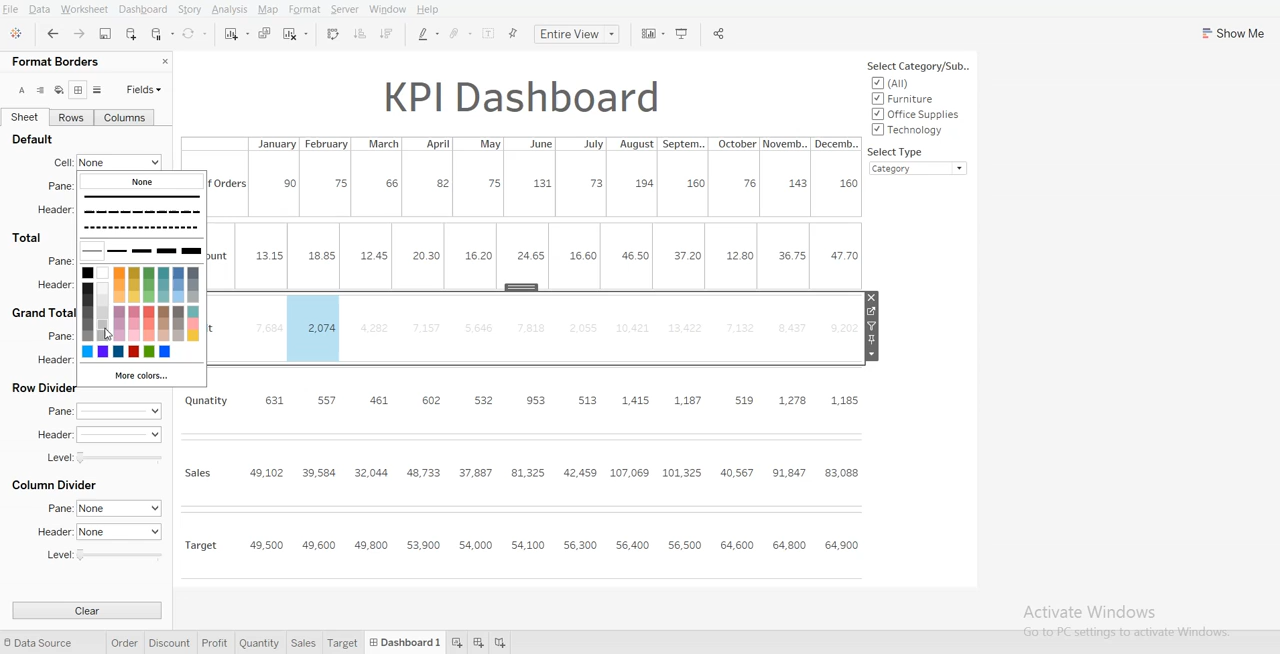 File Data Worksheet Dashboard Story Analysis Map Format Server Window Help
Entire View
Show Me
Format Borders
Fields
Sheet Rows Columns
Default
Cell: None
Pane:
Header:
None
Total
Pane:
Header:
Grand Total
Pane:
Header:
More colors...
Row Divider
Pane:
Header:
Level:
Column Divider
Pane: None
Header: None
Level:
Clear
KPI Dashboard
January February March April May June July August Septem.. October Novemb.. Decemb..
f Orders 90 75 66 82 75 131 73 194 160 76 143 160
ount 13.15 18.85 12.45 20.30 16.20 24.65 16.60 46.50 37.20 12.80 36.75 47.70
t 7,684 2,074 4,282 7,157 5,646 7,818 2,055 10,421 13,422 7,132 8,437 9,202
Qunatity 631 557 461 602 532 953 513 1,415 1,187 519 1,278 1,185
Sales 49,102 39,584 32,044 48,733 37,887 81,325 42,459 107,069 101,325 40,567 91,847 83,088
Target 49,500 49,600 49,800 53,900 54,000 54,100 56,300 56,400 56,500 64,600 64,800 64,900
Select Category/Sub..
(All)
Furniture
Office Supplies
Technology
Select Type
Category
Activate Windows
Go to PC settings to activate Windows.
Data Source Order Discount Profit Quantity Sales Target Dashboard 1